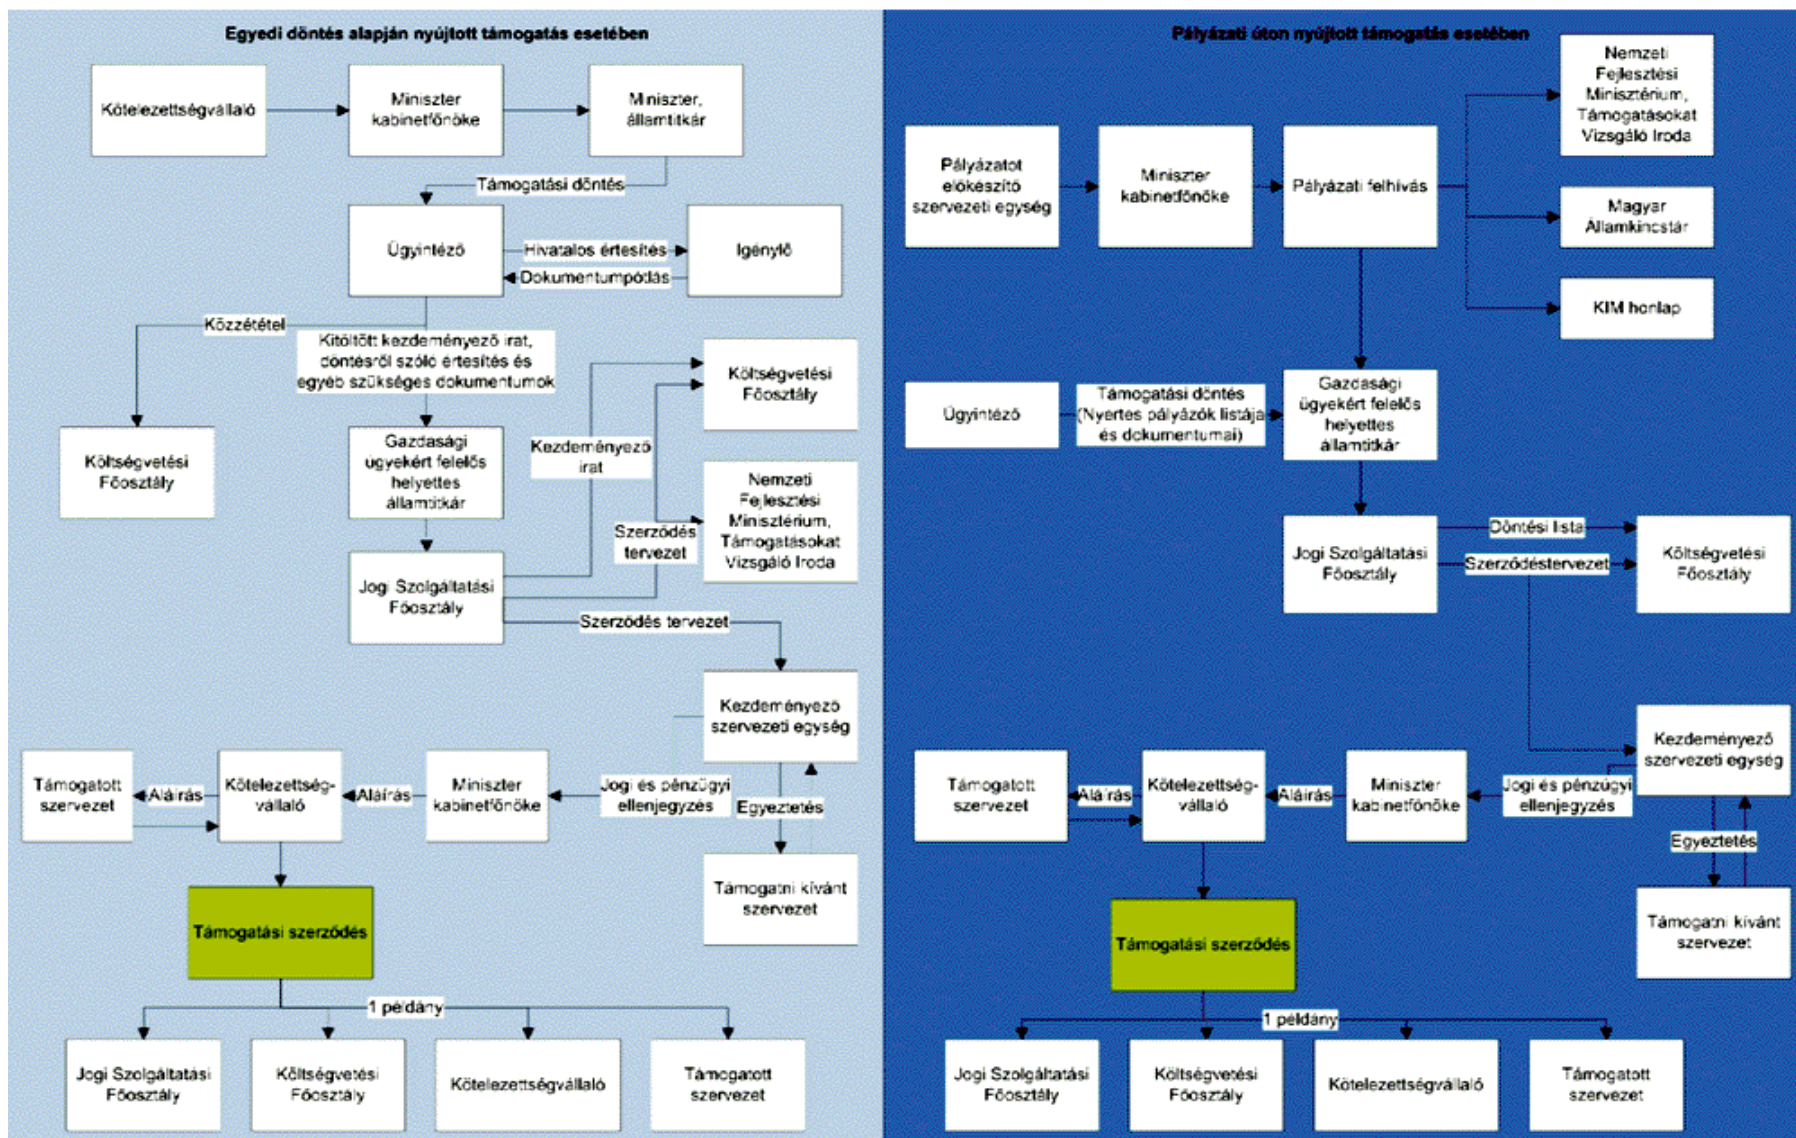 Egyedi döntés alapján nyújtott támogatás esetében
Kötelezettségvállaló
Miniszter
kabinetfőnöke
Miniszter,
államtitkár
Támogatási döntés
Ügyintéző
Hivatalos értesítés
Dokumentumpótlás
Igénylő
Közzététel
Kitöltött kezdeményező irat,
döntésről szóló értesítés és
egyéb szükséges dokumentumok
Költségvetési
Főosztály
Költségvetési
Főosztály
Gazdasági
ügyekért felelős
helyettes
államtitkár
Kezdeményező
irat
Nemzeti
Fejlesztési
Minisztérium,
Támogatásokat
Vizsgáló Iroda
Szerződés
tervezet
Jogi Szolgáltatási
Főosztály
Szerződés tervezet
Kezdeményező
szervezeti egység
Támogatott
szervezet
Aláírás
Kötelezettség-
vállaló
Aláírás
Miniszter
kabinetfőnöke
Jogi és pénzügyi
ellenjegyzés
Egyeztetés
Támogatni kívánt
szervezet
Támogatási szerződés
1 példány
Jogi Szolgáltatási
Főosztály
Költségvetési
Főosztály
Kötelezettségvállaló
Támogatott
szervezet
Pályázati úton nyújtott támogatás esetében
Nemzeti
Fejlesztési
Minisztérium,
Támogatásokat
Vizsgáló Iroda
Pályázatot
előkészítő
szervezeti egység
Miniszter
kabinetfőnöke
Pályázati felhívás
Magyar
Államkincstár
KIM honlap
Ügyintéző
Támogatási döntés
(Nyertes pályázók listája
és dokumentumai)
Gazdasági
ügyekért felelős
helyettes
államtitkár
Jogi Szolgáltatási
Főosztály
Döntési lista
Szerződéstervezet
Költségvetési
Főosztály
Kezdeményező
szervezeti egység
Támogatott
szervezet
Aláírás
Kötelezettség-
vállaló
Aláírás
Miniszter
kabinetfőnöke
Jogi és pénzügyi
ellenjegyzés
Egyeztetés
Támogatni kívánt
szervezet
Támogatási szerződés
1 példány
Jogi Szolgáltatási
Főosztály
Költségvetési
Főosztály
Kötelezettségvállaló
Támogatott
szervezet